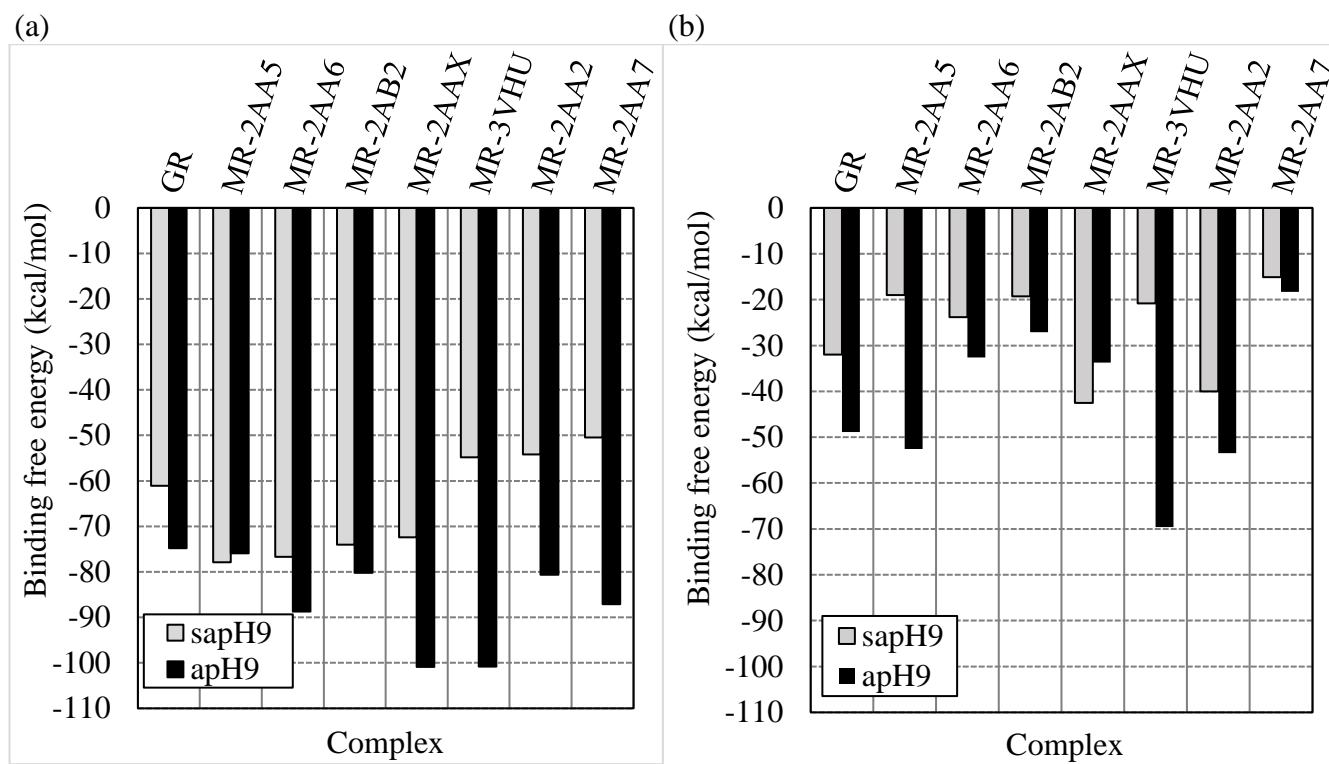 (a)
GR
MR-2AA5
MR-2AA6
MR-2AB2
MR-2AAX
MR-3VHU
MR-2AA2
MR-2AA7
Binding free energy (kcal/mol)
0
-10
-20
-30
-40
-50
-60
-70
-80
-90
-100
-110
sapH9
apH9
Complex
(b)
GR
MR-2AA5
MR-2AA6
MR-2AB2
MR-2AAX
MR-3VHU
MR-2AA2
MR-2AA7
Binding free energy (kcal/mol)
0
-10
-20
-30
-40
-50
-60
-70
-80
-90
-100
-110
sapH9
apH9
Complex